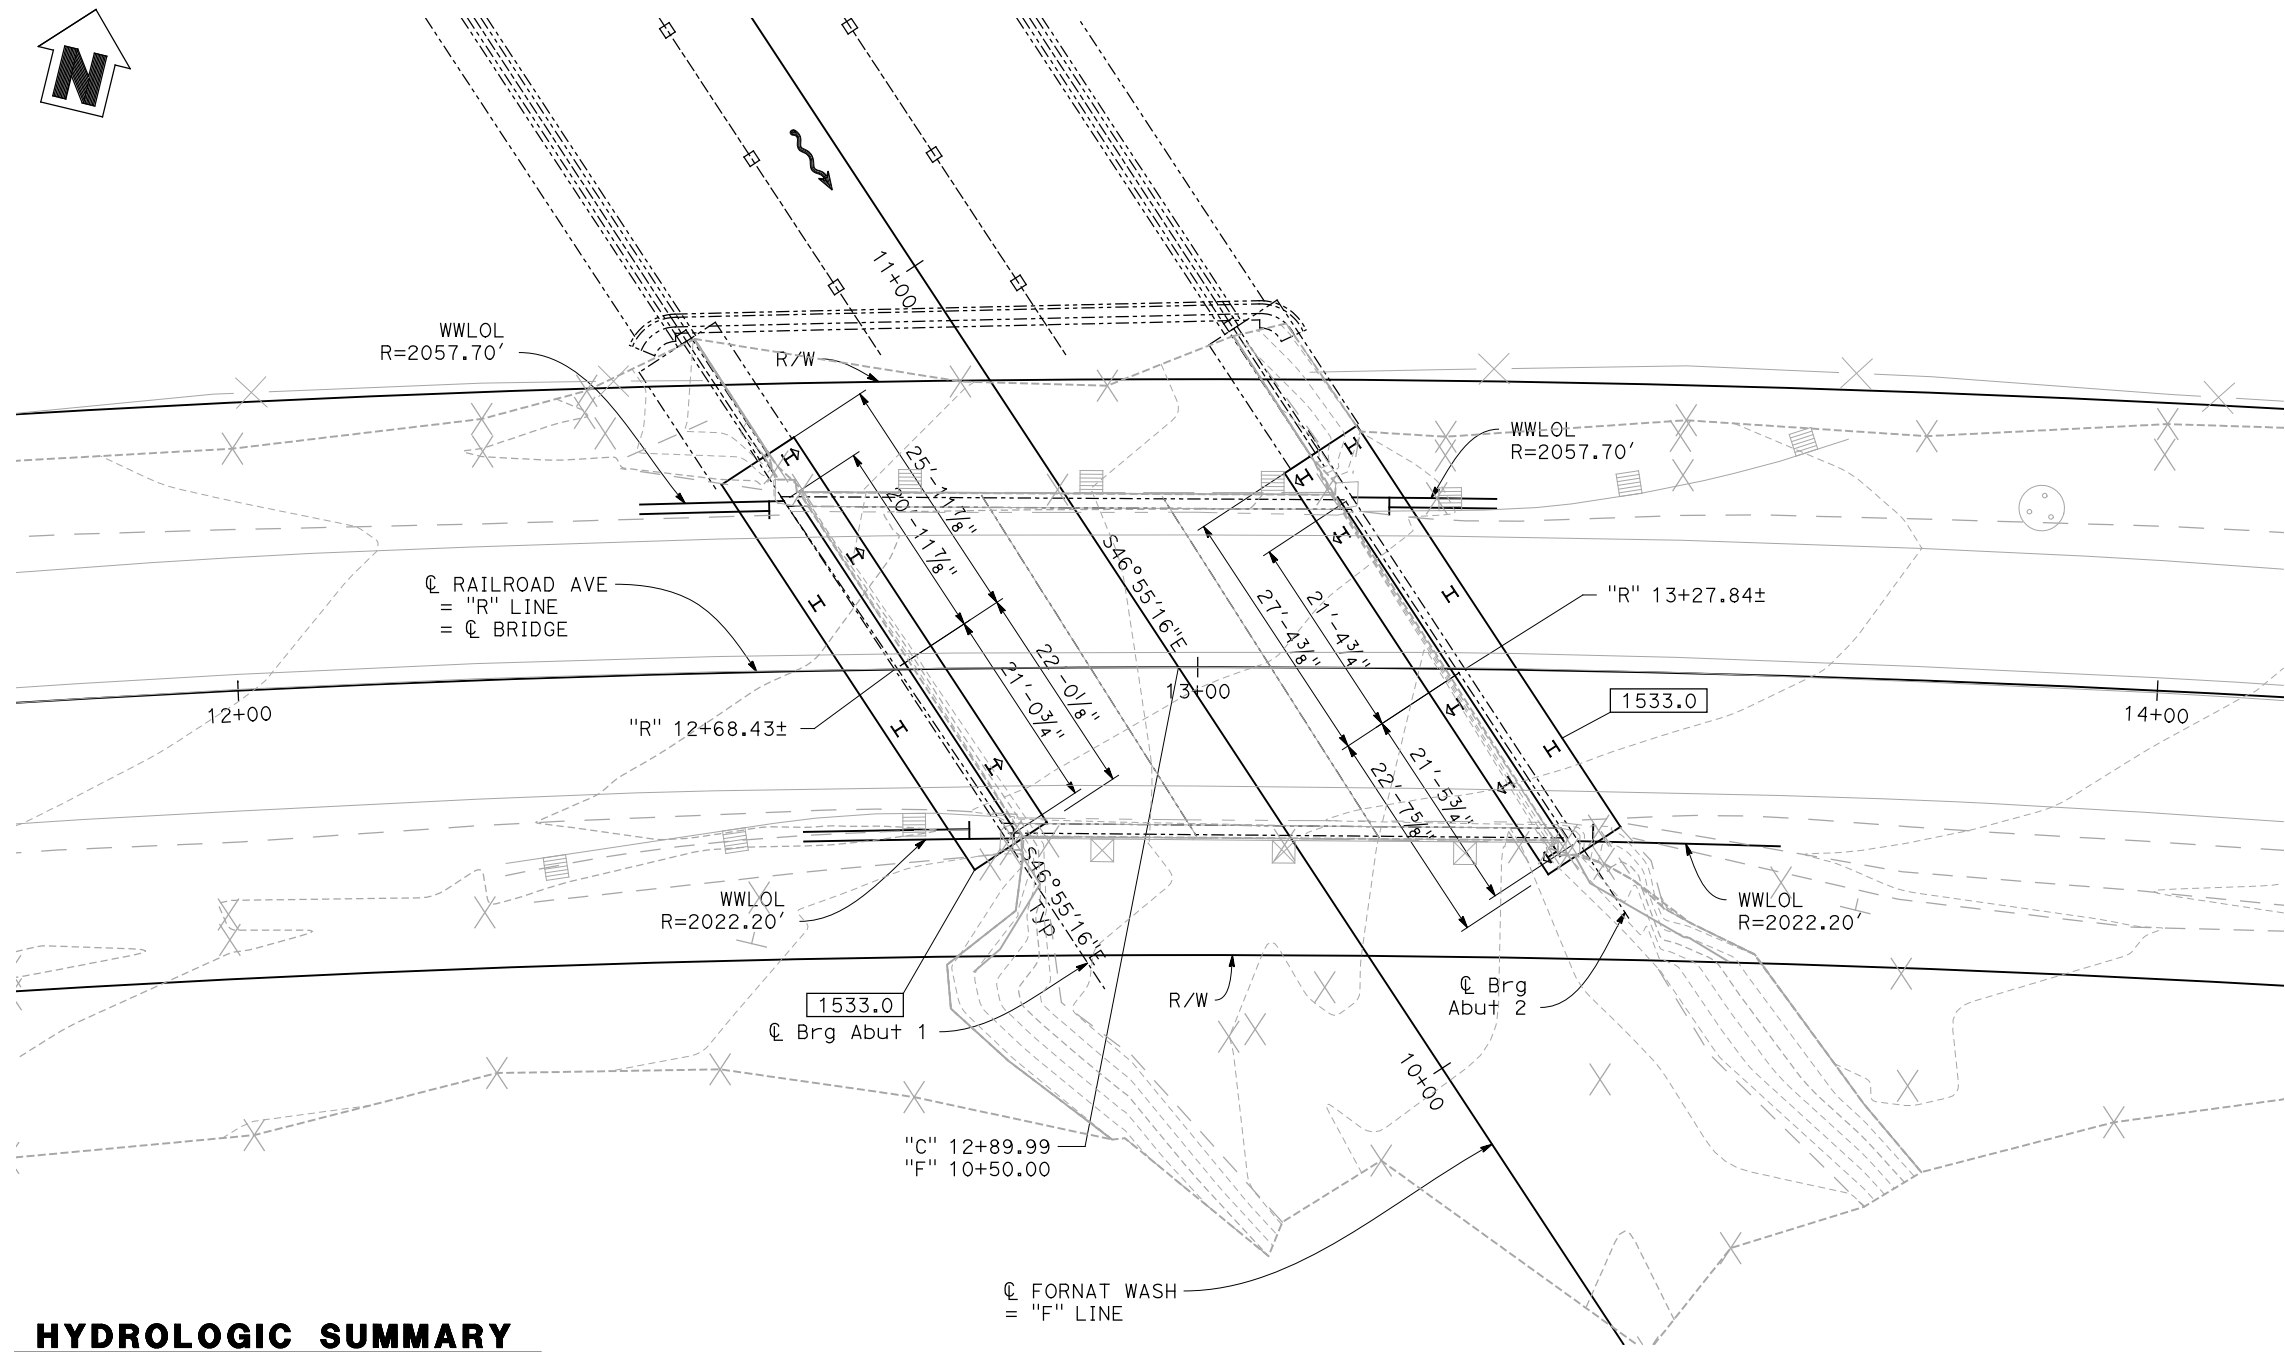 N
11+00
WWLOL
R=2057.70'
R/W
WWLOL
R=2057.70'
25'-11 7/8"
20'-11 7/8"
S46°55'16"E
℄ RAILROAD AVE
= "R" LINE
= ℄ BRIDGE
27'-4 3/8"
21'-4 3/4"
"R" 13+27.84±
22'-0 1/8"
21'-0 3/4"
12+00
13+00
14+00
"R" 12+68.43±
1533.0
21'-5 3/4"
22'-7 5/8"
WWLOL
R=2022.20'
S46°55'16"E
TYP
WWLOL
R=2022.20'
1533.0
℄ Brg Abut 1
R/W
℄ Brg
Abut 2
10+00
"C" 12+89.99
"F" 10+50.00
℄ FORNAT WASH
= "F" LINE
HYDROLOGIC SUMMARY